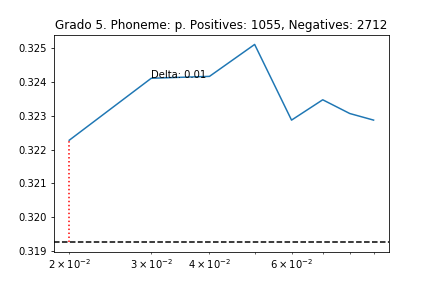 Grado 5. Phoneme: p. Positives: 1055, Negatives: 2712
0.325
0.324
Delta: 0.01
0.323
0.322
0.321
0.320
0.319
2 × 10⁻² 3 × 10⁻² 4 × 10⁻² 6 × 10⁻²